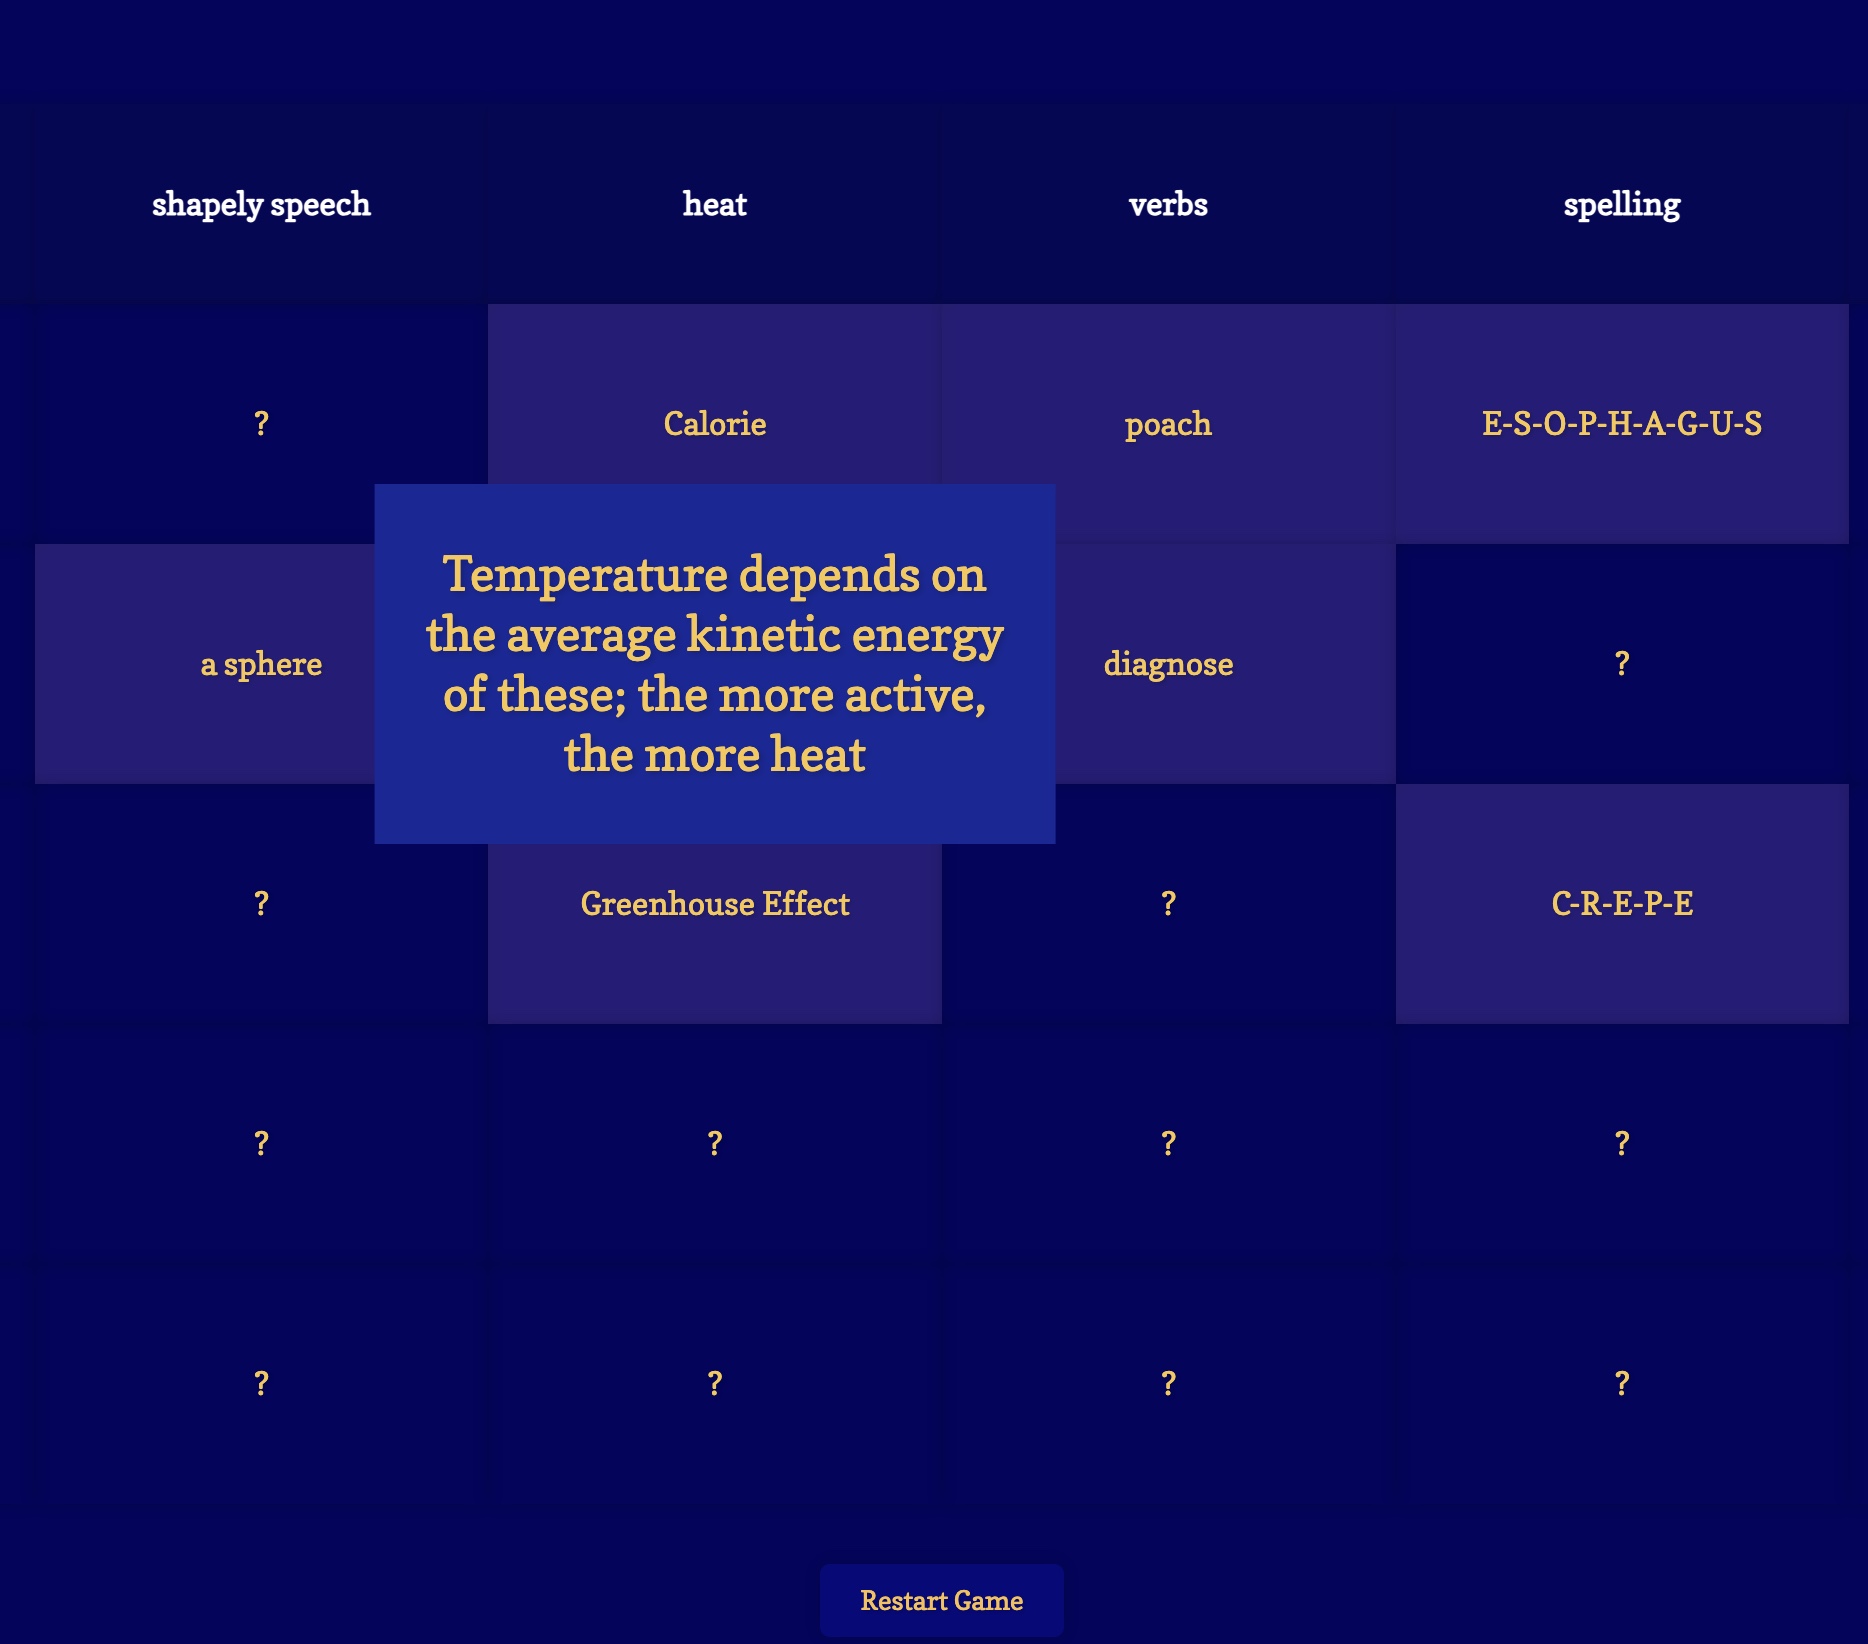 shapely speech heat verbs spelling
? Calorie poach E-S-O-P-H-A-G-U-S
Temperature depends on
the average kinetic energy
of these; the more active,
the more heat
a sphere diagnose ?
? Greenhouse Effect ? C-R-E-P-E
? ? ? ?
? ? ? ?
Restart Game